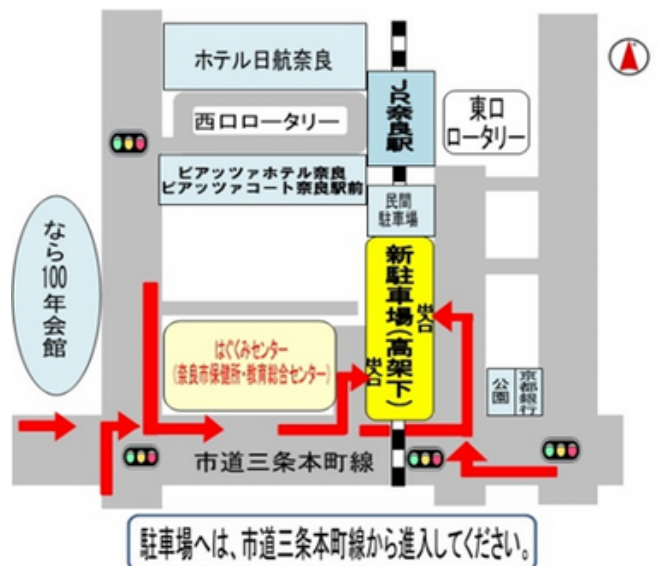 ホテル日航奈良
西口ロータリー
JR奈良駅
東口
ロータリー
ピアッツァホテル奈良
ピアッツァコート奈良駅前
民間
駐車場
なら100年会館
新駐車場(高架下)
出入口
出入口
はぐくみセンター
(奈良市保健所・教育総合センター)
公園
京都銀行
市道三条本町線
駐車場へは、市道三条本町線から進入してください。